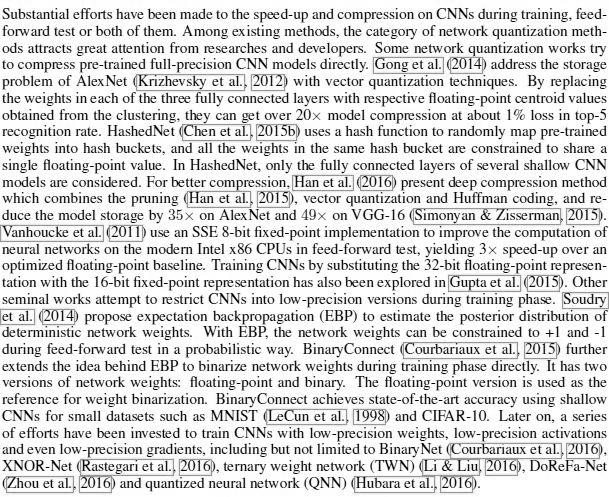 Substantial efforts have been made to the speed-up and compression on CNNs during training, feed-
forward test or both of them. Among existing methods, the category of network quantization meth-
ods attracts great attention from researches and developers. Some network quantization works try
to compress pre-trained full-precision CNN models directly. Gong et al. (2014) address the storage
problem of AlexNet (Krizhevsky et al., 2012) with vector quantization techniques. By replacing
the weights in each of the three fully connected layers with respective floating-point centroid values
obtained from the clustering, they can get over 20× model compression at about 1% loss in top-5
recognition rate. HashedNet (Chen et al., 2015b) uses a hash function to randomly map pre-trained
weights into hash buckets, and all the weights in the same hash bucket are constrained to share a
single floating-point value. In HashedNet, only the fully connected layers of several shallow CNN
models are considered. For better compression, Han et al. (2016) present deep compression method
which combines the pruning (Han et al., 2015), vector quantization and Huffman coding, and re-
duce the model storage by 35× on AlexNet and 49× on VGG-16 (Simonyan & Zisserman, 2015).
Vanhoucke et al. (2011) use an SSE 8-bit fixed-point implementation to improve the computation of
neural networks on the modern Intel x86 CPUs in feed-forward test, yielding 3× speed-up over an
optimized floating-point baseline. Training CNNs by substituting the 32-bit floating-point represen-
tation with the 16-bit fixed-point representation has also been explored in Gupta et al. (2015). Other
seminal works attempt to restrict CNNs into low-precision versions during training phase. Soudry
et al. (2014) propose expectation backpropagation (EBP) to estimate the posterior distribution of
deterministic network weights. With EBP, the network weights can be constrained to +1 and -1
during feed-forward test in a probabilistic way. BinaryConnect (Courbariaux et al., 2015) further
extends the idea behind EBP to binarize network weights during training phase directly. It has two
versions of network weights: floating-point and binary. The floating-point version is used as the
reference for weight binarization. BinaryConnect achieves state-of-the-art accuracy using shallow
CNNs for small datasets such as MNIST (LeCun et al., 1998) and CIFAR-10. Later on, a series
of efforts have been invested to train CNNs with low-precision weights, low-precision activations
and even low-precision gradients, including but not limited to BinaryNet (Courbariaux et al., 2016),
XNOR-Net (Rastegari et al., 2016), ternary weight network (TWN) (Li & Liu, 2016), DoReFa-Net
(Zhou et al., 2016) and quantized neural network (QNN) (Hubara et al., 2016).